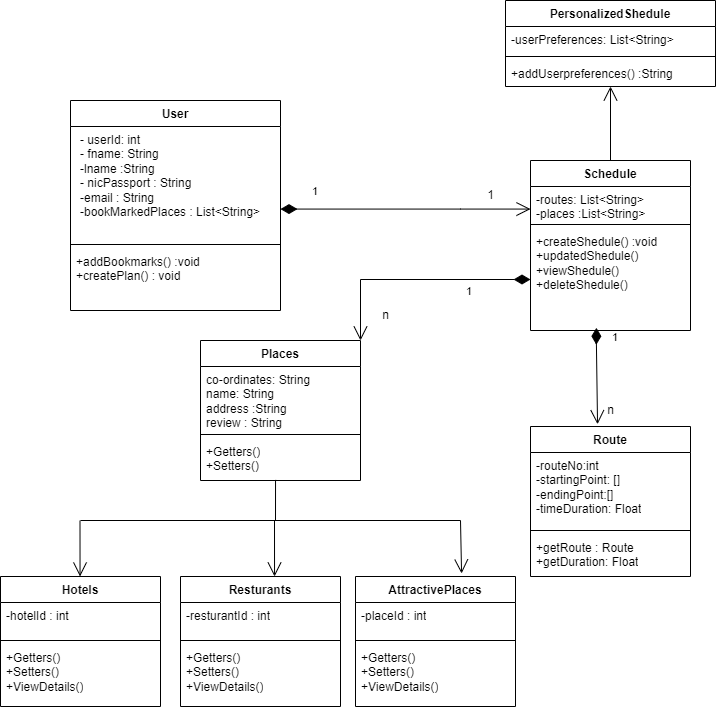 PersonalizedShedule
-userPreferences: List<String>
+addUserpreferences() :String
User
- userId: int
- fname: String
-lname :String
- nicPassport : String
-email : String
-bookMarkedPlaces : List<String>
+addBookmarks() :void
+createPlan() : void
1
1
Schedule
-routes: List<String>
-places :List<String>
+createShedule() :void
+updatedShedule()
+viewShedule()
+deleteShedule()
1
n
1
n
Places
co-ordinates: String
name: String
address :String
review : String
+Getters()
+Setters()
Route
-routeNo:int
-startingPoint: []
-endingPoint:[]
-timeDuration: Float
+getRoute : Route
+getDuration: Float
Hotels
-hotelId : int
+Getters()
+Setters()
+ViewDetails()
Resturants
-resturantId : int
+Getters()
+Setters()
+ViewDetails()
AttractivePlaces
-placeId : int
+Getters()
+Setters()
+ViewDetails()